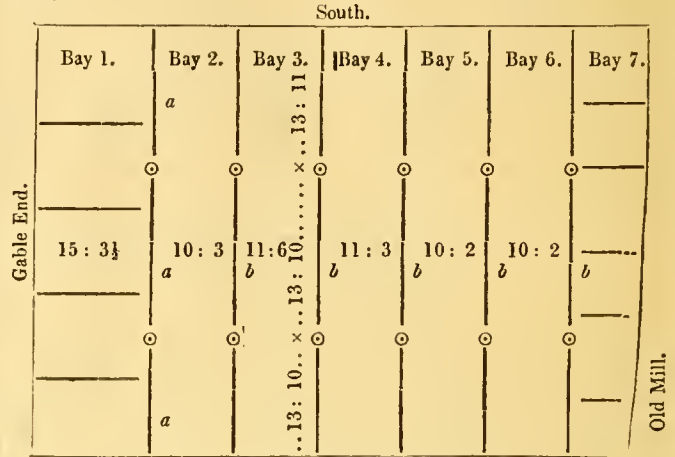 South.
Bay 1. Bay 2. Bay 3. Bay 4. Bay 5. Bay 6. Bay 7.
a
..13: 11
Gable End.
15: 3½ 10: 3 11:6 11: 3 10: 2 10: 2
a b b b b b
..13: 10......
..13: 10..
a
Old Mill.